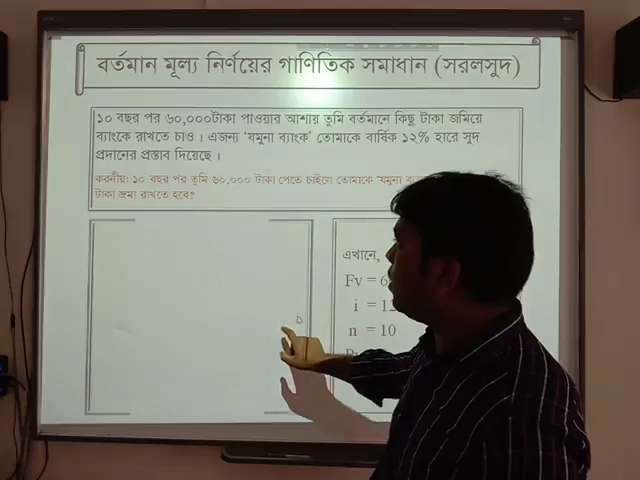 বর্তমান মূল্য নির্ণয়ের গাণিতিক সমাধান (সরলসুদ)
১০ বছর পর ৬০,০০০টাকা পাওয়ার আশায় তুমি বর্তমানে কিছু টাকা জমিয়ে
ব্যাংকে রাখতে চাও । এজন্য 'যমুনা ব্যাংক' তোমাকে বার্ষিক ১২% হারে সুদ
প্রদানের প্রস্তাব দিয়েছে ।
করনীয়: ১০ বছর পর তুমি ৬০,০০০ টাকা পেতে চাইলে তোমাকে 'যমুনা
টাকা জমা রাখতে হবে?
এখানে,
Fv = 6
i = 12
n = 10